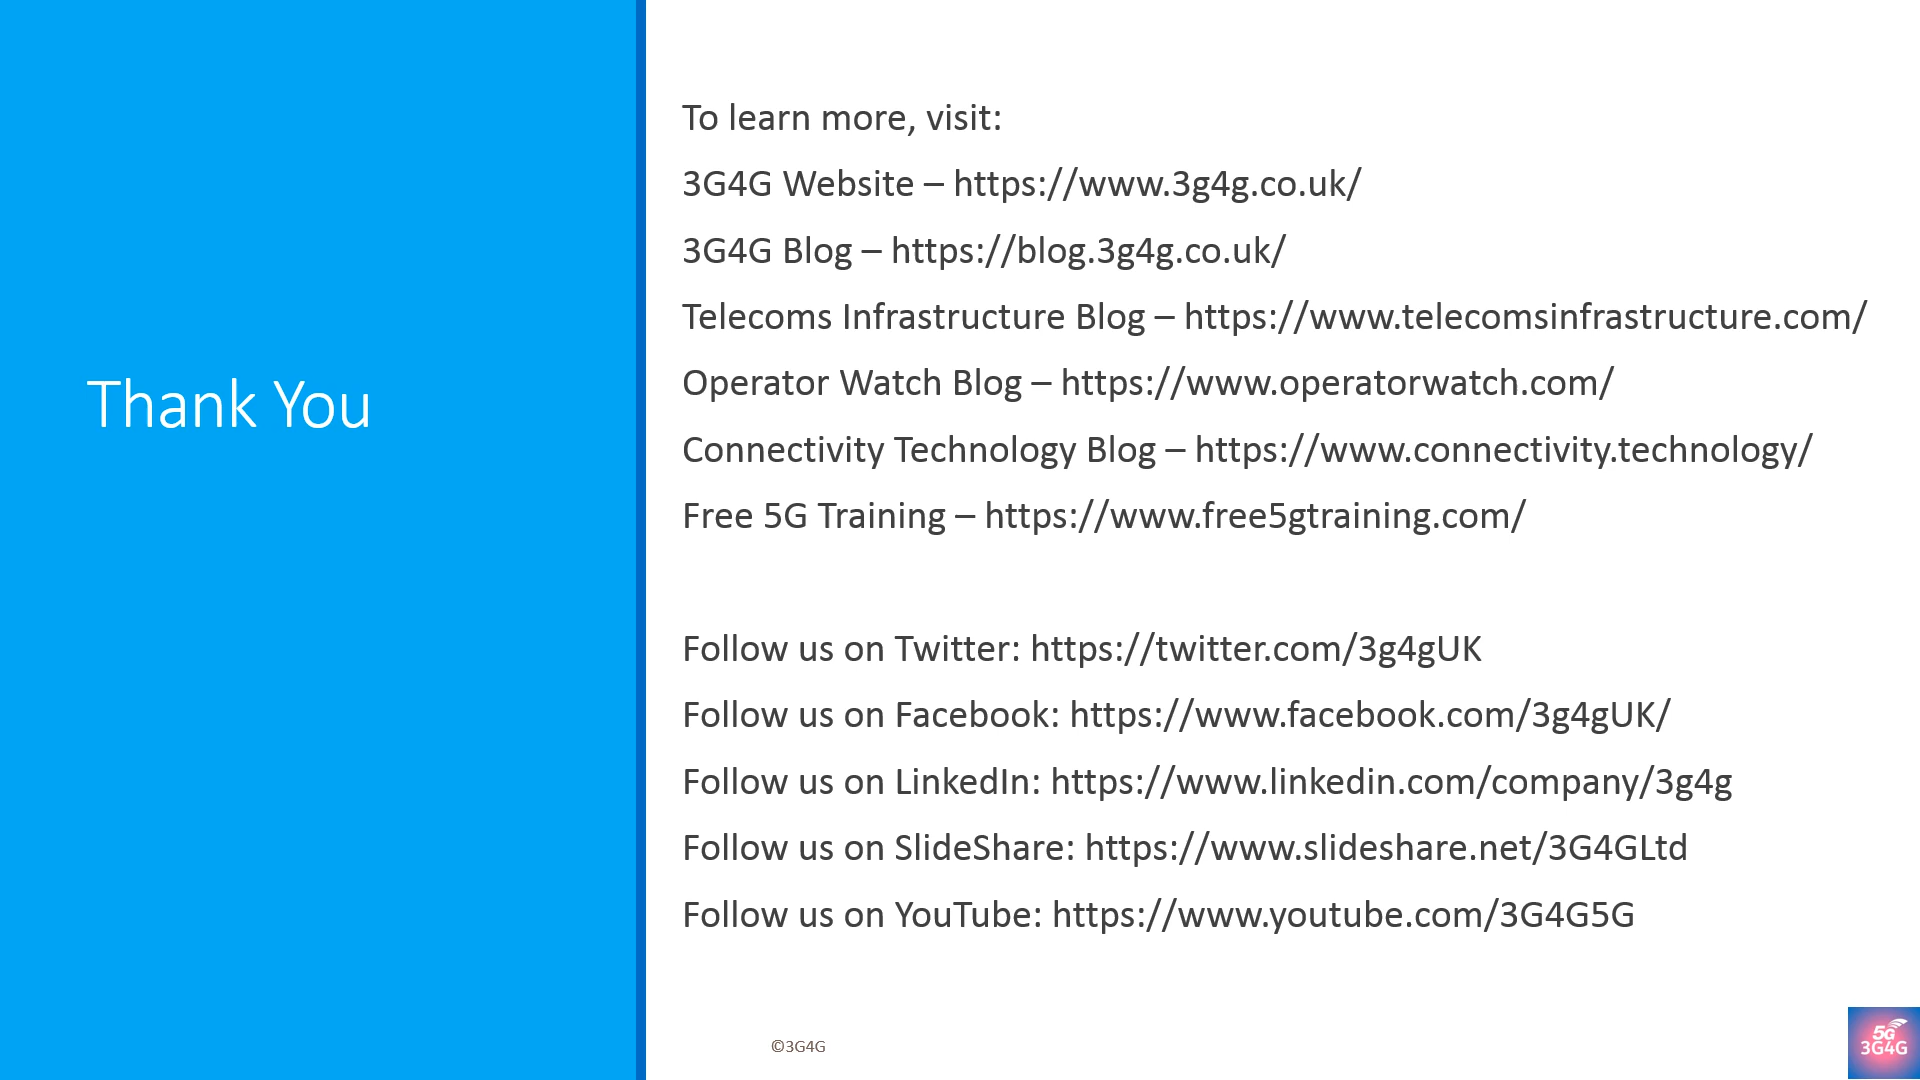 Thank You
To learn more, visit:
3G4G Website – https://www.3g4g.co.uk/
3G4G Blog – https://blog.3g4g.co.uk/
Telecoms Infrastructure Blog – https://www.telecomsinfrastructure.com/
Operator Watch Blog – https://www.operatorwatch.com/
Connectivity Technology Blog – https://www.connectivity.technology/
Free 5G Training – https://www.free5gtraining.com/
Follow us on Twitter: https://twitter.com/3g4gUK
Follow us on Facebook: https://www.facebook.com/3g4gUK/
Follow us on LinkedIn: https://www.linkedin.com/company/3g4g
Follow us on SlideShare: https://www.slideshare.net/3G4GLtd
Follow us on YouTube: https://www.youtube.com/3G4G5G
©3G4G
5G
3G4G